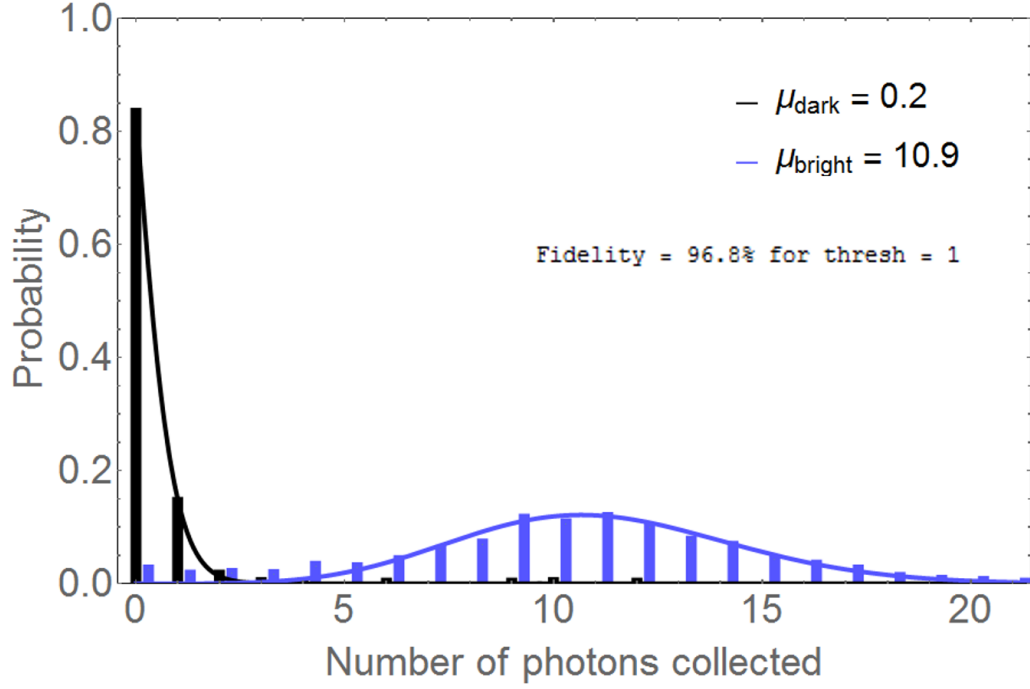 1.0
0.8
0.6
0.4
0.2
0.0
Probability
μdark = 0.2
μbright = 10.9
Fidelity = 96.8% for thresh = 1
0 5 10 15 20
Number of photons collected